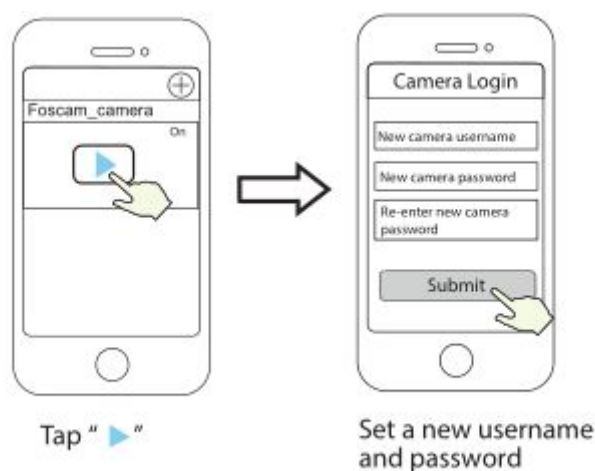 Foscam_camera
On
Tap " ▶ "
Camera Login
New camera username
New camera password
Re-enter new camera
password
Submit
Set a new username
and password